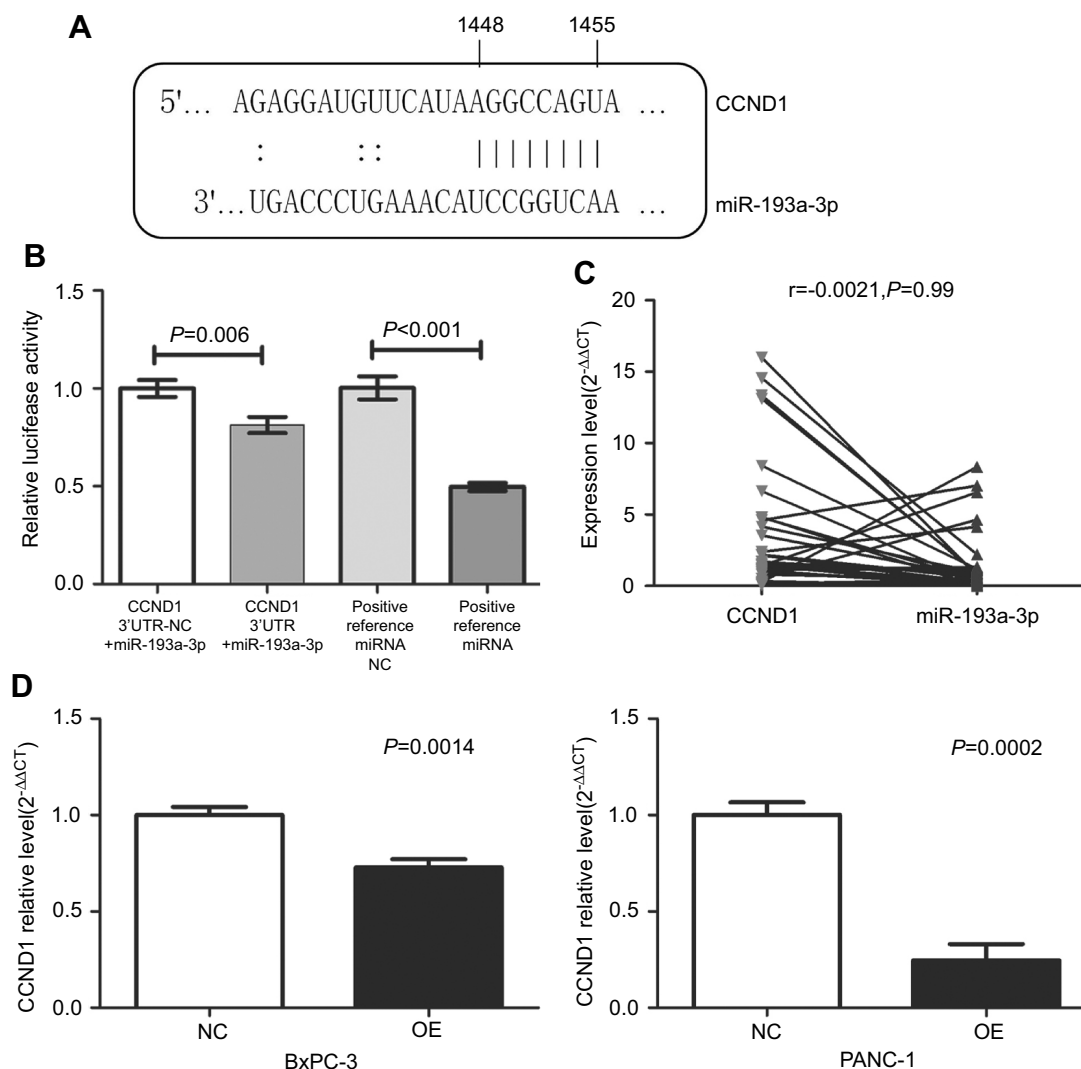 A
1448 1455
5'... AGAGGAUGUUCAUAAGGCCAGUA ... CCND1
: :: ||||||||
3'...UGACCCUGAAACAUCCGGUCAA ... miR-193a-3p
B
Relative lucifease activity
1.5
1.0
0.5
0.0
P=0.006
P<0.001
CCND1
3'UTR-NC
+miR-193a-3p
CCND1
3'UTR
+miR-193a-3p
Positive
reference
miRNA
NC
Positive
reference
miRNA
C
r=-0.0021,P=0.99
Expression level(2-ΔΔCT)
20
15
10
5
0
CCND1
miR-193a-3p
D
CCND1 relative level(2-ΔΔCT)
1.5
1.0
0.5
0.0
P=0.0014
NC
OE
BxPC-3
CCND1 relative level(2-ΔΔCT)
1.5
1.0
0.5
0.0
P=0.0002
NC
OE
PANC-1